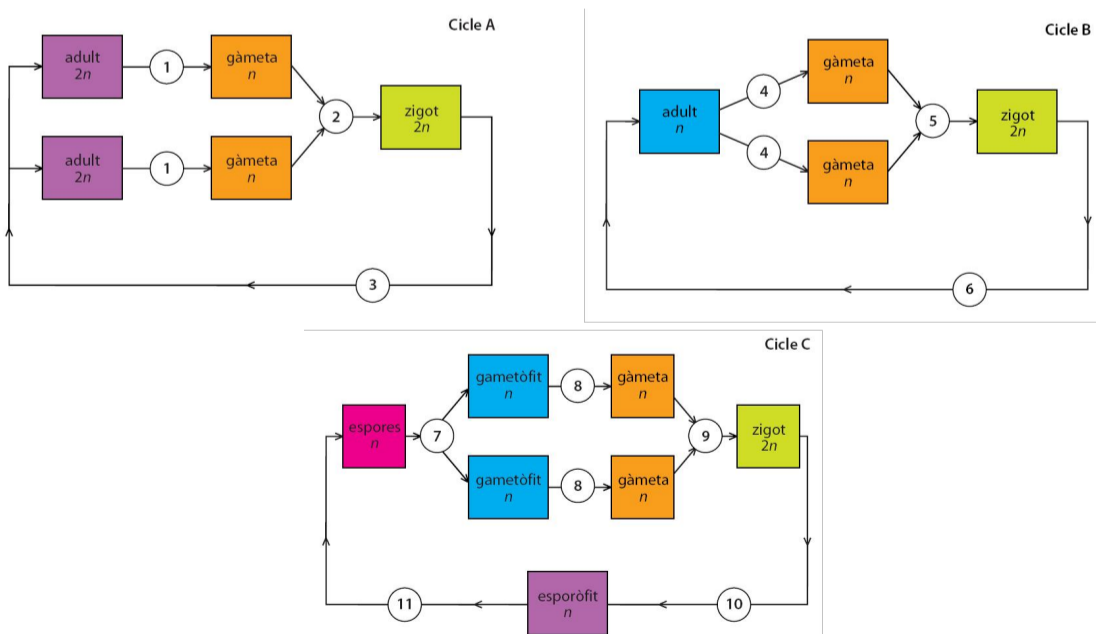 Cicle A
adult
2n
1
gàmeta
n
2
zigot
2n
adult
2n
1
gàmeta
n
3
Cicle B
adult
n
4
gàmeta
n
4
gàmeta
n
5
zigot
2n
6
Cicle C
espores
n
7
gametòfit
n
8
gàmeta
n
gametòfit
n
8
gàmeta
n
9
zigot
2n
11
esporòfit
n
10